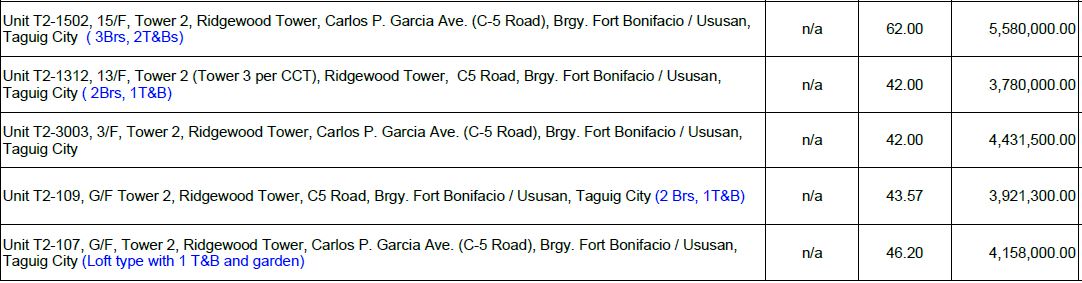 Unit T2-1502, 15/F, Tower 2, Ridgewood Tower, Carlos P. Garcia Ave. (C-5 Road), Brgy. Fort Bonifacio / Ususan,
Taguig City ( 3Brs, 2T&Bs)
n/a
62.00
5,580,000.00
Unit T2-1312, 13/F, Tower 2 (Tower 3 per CCT), Ridgewood Tower, C5 Road, Brgy. Fort Bonifacio / Ususan,
Taguig City ( 2Brs, 1T&B)
n/a
42.00
3,780,000.00
Unit T2-3003, 3/F, Tower 2, Ridgewood Tower, Carlos P. Garcia Ave. (C-5 Road), Brgy. Fort Bonifacio / Ususan,
Taguig City
n/a
42.00
4,431,500.00
Unit T2-109, G/F Tower 2, Ridgewood Tower, C5 Road, Brgy. Fort Bonifacio / Ususan, Taguig City (2 Brs, 1T&B)
n/a
43.57
3,921,300.00
Unit T2-107, G/F, Tower 2, Ridgewood Tower, Carlos P. Garcia Ave. (C-5 Road), Brgy. Fort Bonifacio / Ususan,
Taguig City (Loft type with 1 T&B and garden)
n/a
46.20
4,158,000.00